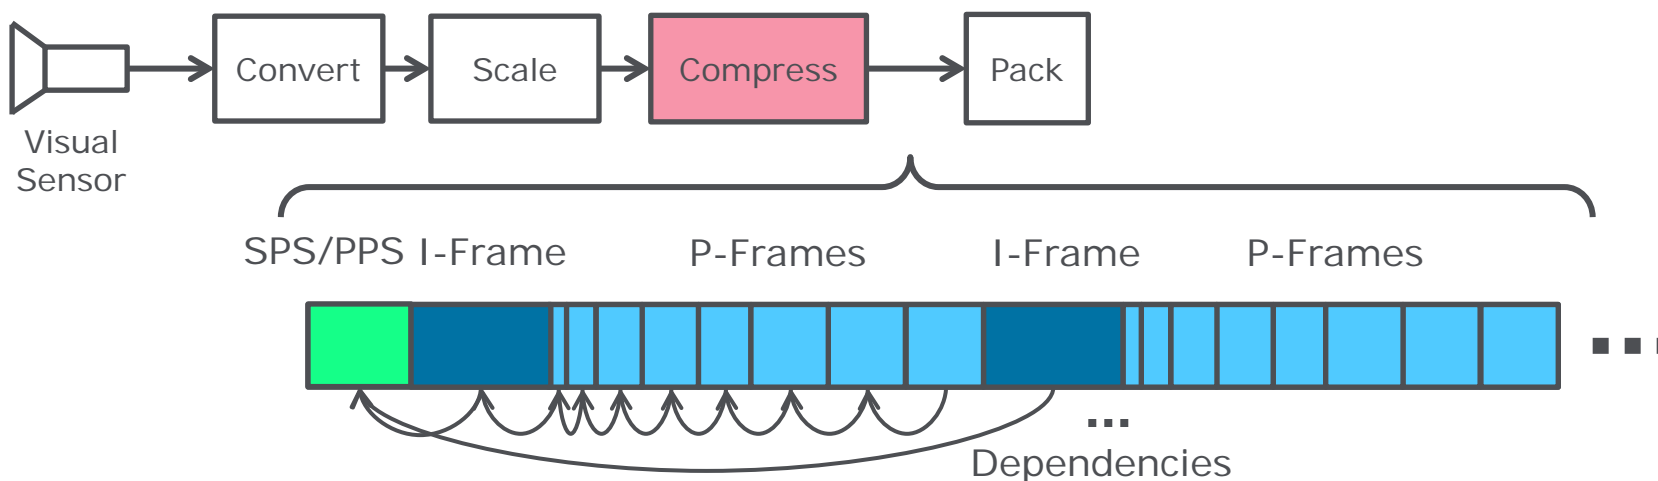 Convert
Scale
Compress
Pack
Visual
Sensor
SPS/PPS
I-Frame
P-Frames
I-Frame
P-Frames
...
...
Dependencies